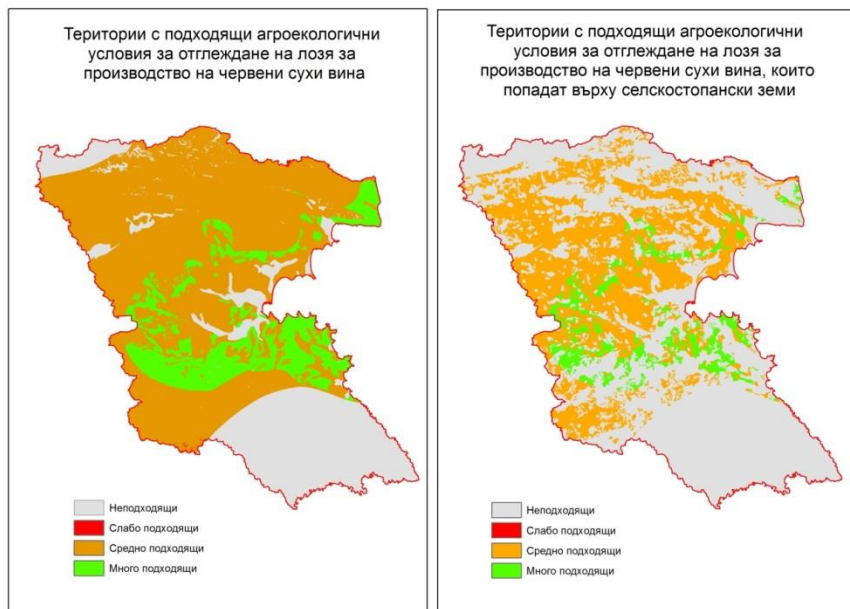 Територии с подходящи агроекологични
условия за отглеждане на лозя за
производство на червени сухи вина
Неподходящи
Слабо подходящи
Средно подходящи
Много подходящи
Територии с подходящи агроекологични
условия за отглеждане на лозя за
производство на червени сухи вина, които
попадат върху селскостопански земи
Неподходящи
Слабо подходящи
Средно подходящи
Много подходящи